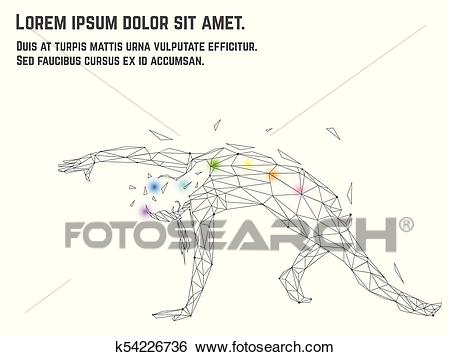 Lorem ipsum dolor sit amet.
Duis at turpis mattis urna vulputate efficitur.
Sed faucibus cursus ex id accumsan.
FOTOSEARCH®
k54226736 www.fotosearch.com